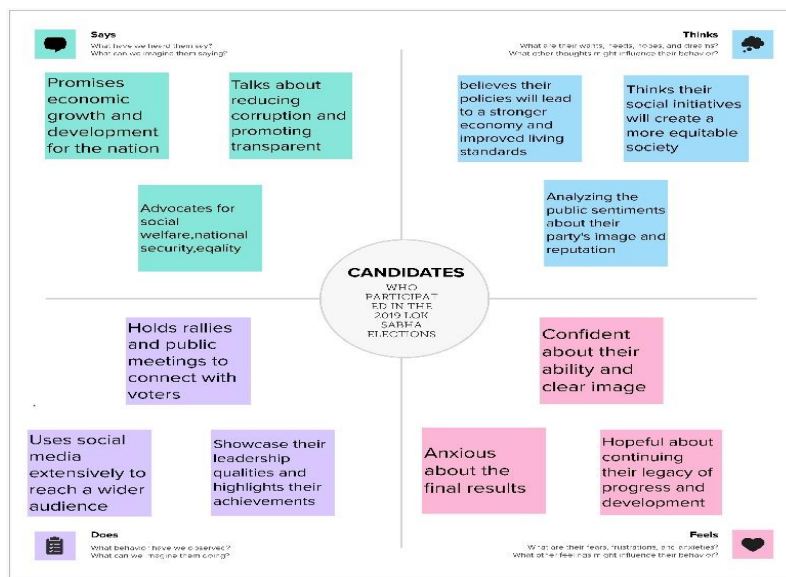 Says
What have we heard them say?
What can we imagine them saying?
Promises
economic
growth and
development
for the nation
Talks about
reducing
corruption and
promoting
transparent
Advocates for
social
welfare,national
security,eqality
Thinks
What are their wants, needs, hopes, and dreams?
What other thoughts might influence their behavior?
believes their
policies will lead
to a stronger
economy and
improved living
standards
Thinks their
social initiatives
will create a
more equitable
society
Analyzing the
public sentiments
about their
party's image and
reputation
CANDIDATES
WHO
PARTICIPAT
ED IN THE
2019 LOK
SABHA
ELECTIONS
Holds rallies
and public
meetings to
connect with
voters
Uses social
media
extensively to
reach a wider
audience
Showcase their
leadership
qualities and
highlights their
achievements
Does
What behavior have we observed?
What can we imagine them doing?
Confident
about their
ability and
clear image
Anxious
about the
final results
Hopeful about
continuing
their legacy of
progress and
development
Feels
What are their fears, frustrations, and anxieties?
What other feelings might influence their behavior?